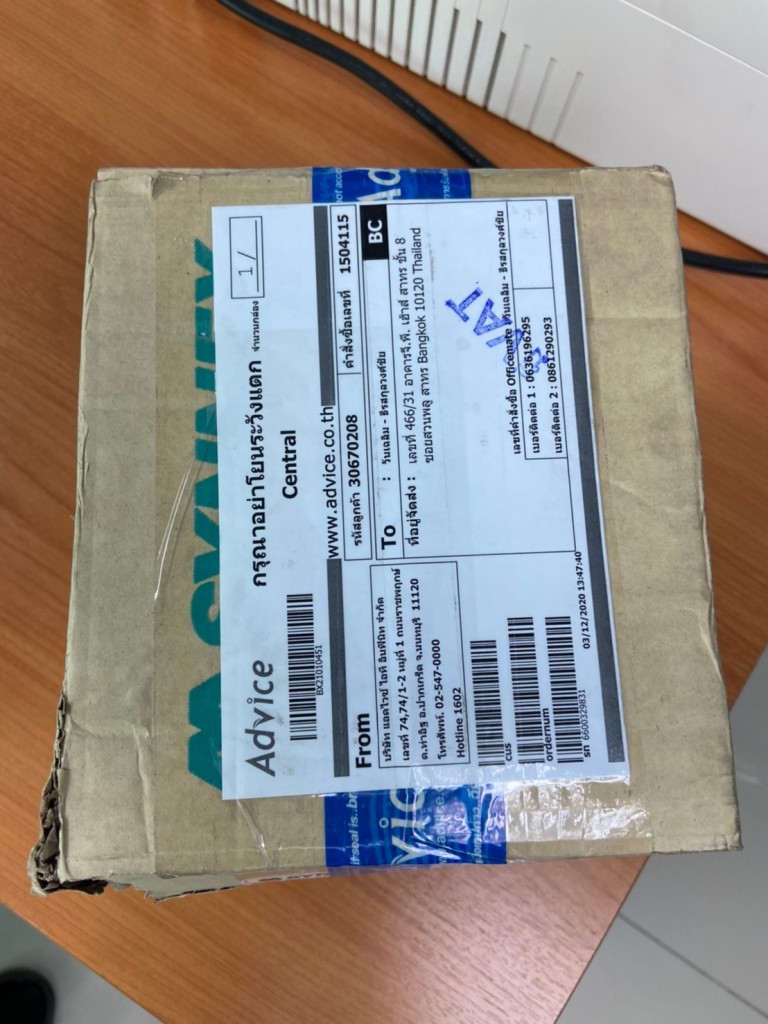 Advice
กรุณาอย่าโยนระวังแตก
จำนวนกล่อง
1/
Central
BX21010451
www.advice.co.th
From
บริษัท แอดไวซ์ ไอที อินฟินิท จำกัด
เลขที่ 74,74/1-2 หมู่ที่ 1 ถนนราชพฤกษ์
ต.ท่าอิฐ อ.ปากเกร็ด จ.นนทบุรี 11120
โทรศัพท์. 02-547-0000
Hotline 1602
รหัสลูกค้า 30670208
คำสั่งซื้อเลขที่ 1504115
To : วันเฉลิม - ธีรสกุลวงศ์ชัย
BC
ที่อยู่จัดส่ง : เลขที่ 466/31 อาคารจี.พี. เฮ้าส์ สาทร ชั้น 8
ซอยสวนพลู สาทร Bangkok 10120 Thailand
VAT
เลขที่คำสั่งซื้อ Officemate วันเฉลิม - ธีรสกุลวงศ์ชัย
เบอร์ติดต่อ 1 : 0636196295
เบอร์ติดต่อ 2 : 0861290293
cus
ordernum
รก 6600329831
03/12/2020 13:47:40